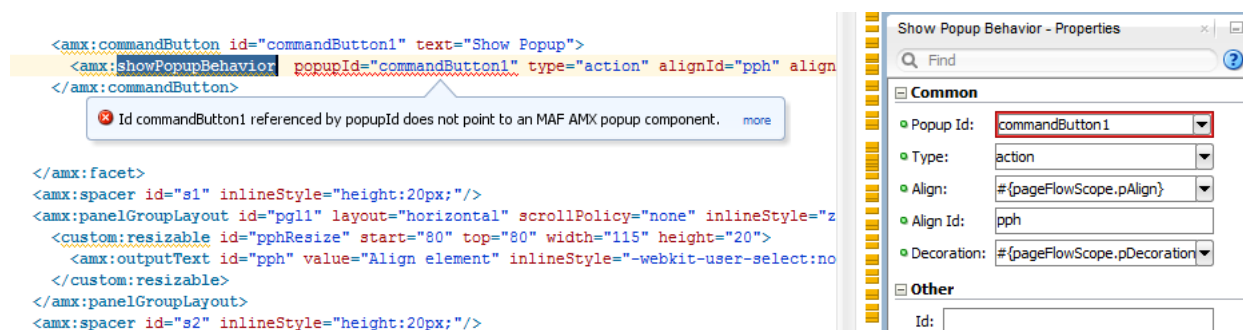 <amx:commandButton id="commandButton1" text="Show Popup">
<amx:showPopupBehavior popupId="commandButton1" type="action" alignId="pph" align
</amx:commandButton>
Id commandButton1 referenced by popupId does not point to an MAF AMX popup component. more
</amx:facet>
<amx:spacer id="s1" inlineStyle="height:20px;"/>
<amx:panelGroupLayout id="pgl1" layout="horizontal" scrollPolicy="none" inlineStyle="z
<custom:resizable id="pphResize" start="80" top="80" width="115" height="20">
<amx:outputText id="pph" value="Align element" inlineStyle="-webkit-user-select:no
</custom:resizable>
</amx:panelGroupLayout>
<amx:spacer id="s2" inlineStyle="height:20px;"/>
Show Popup Behavior - Properties
Find
Common
Popup Id: commandButton1
Type: action
Align: #{pageFlowScope.pAlign}
Align Id: pph
Decoration: #{pageFlowScope.pDecoration
Other
Id: